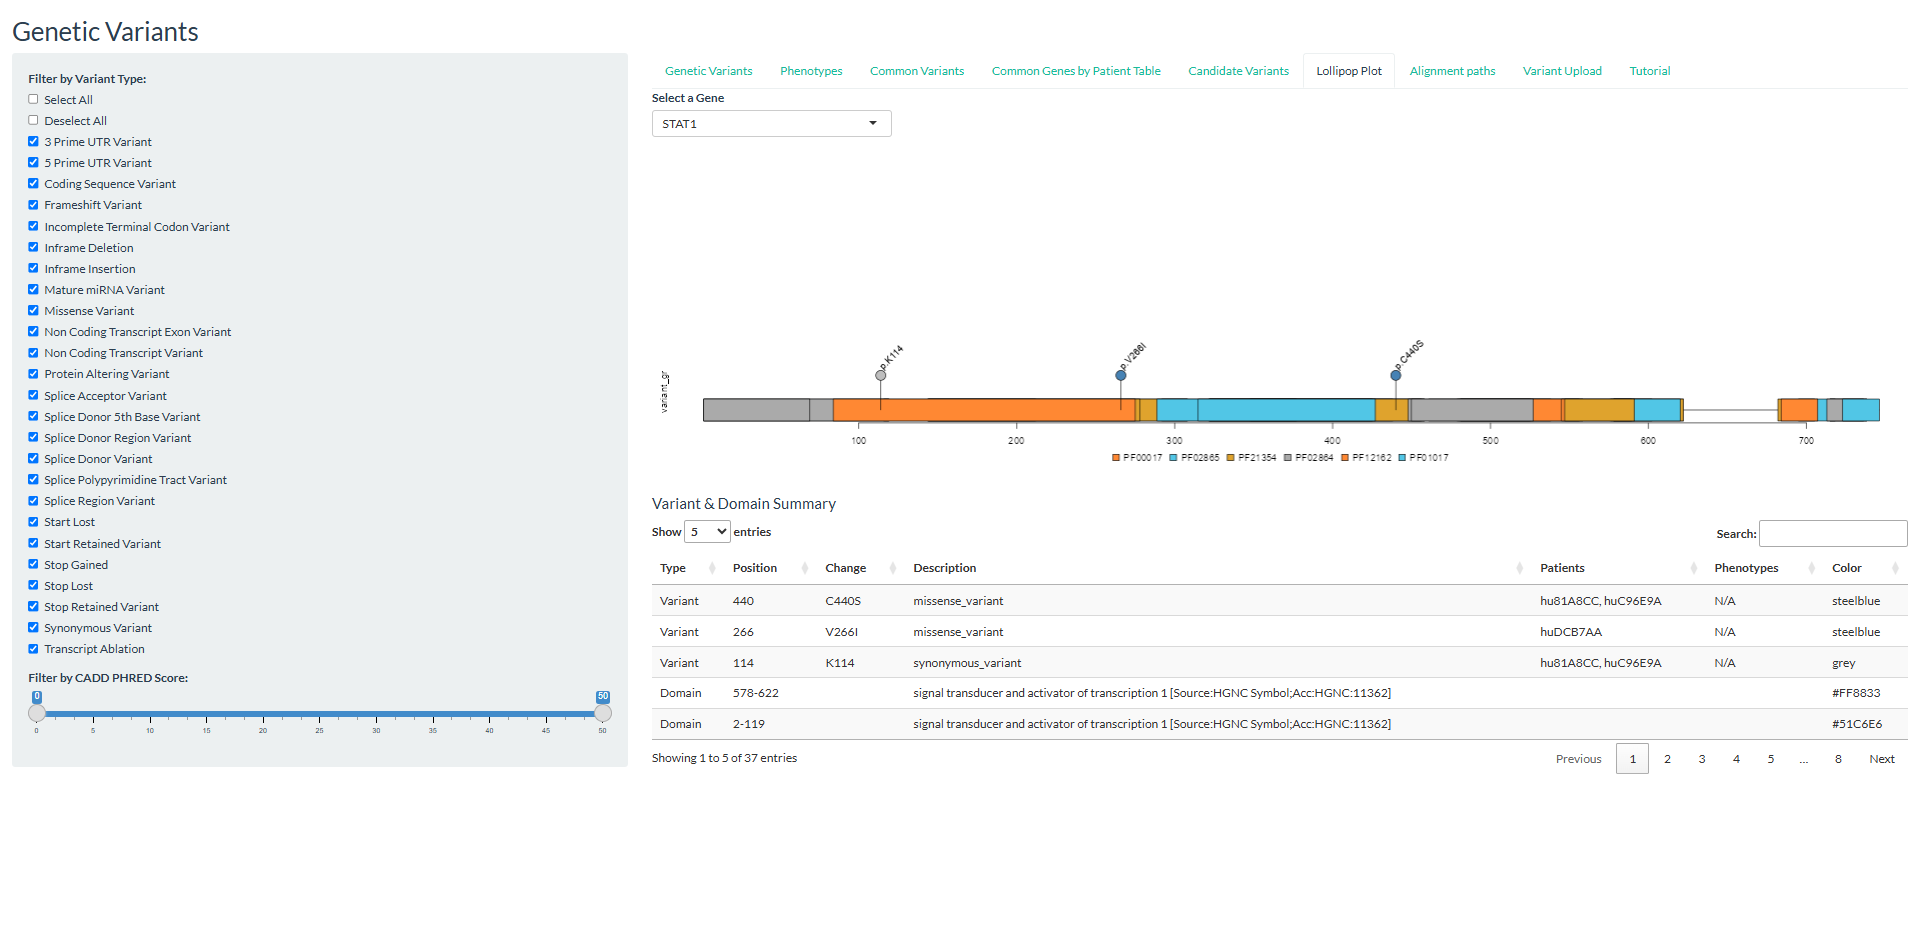 Genetic Variants
Filter by Variant Type:
Select All
Deselect All
3 Prime UTR Variant
5 Prime UTR Variant
Coding Sequence Variant
Frameshift Variant
Incomplete Terminal Codon Variant
Inframe Deletion
Inframe Insertion
Mature miRNA Variant
Missense Variant
Non Coding Transcript Exon Variant
Non Coding Transcript Variant
Protein Altering Variant
Splice Acceptor Variant
Splice Donor 5th Base Variant
Splice Donor Region Variant
Splice Donor Variant
Splice Polypyrimidine Tract Variant
Splice Region Variant
Start Lost
Start Retained Variant
Stop Gained
Stop Lost
Stop Retained Variant
Synonymous Variant
Transcript Ablation
Filter by CADD PHRED Score:
0 50
0 5 10 15 20 25 30 35 40 45 50
Genetic Variants Phenotypes Common Variants Common Genes by Patient Table Candidate Variants Lollipop Plot Alignment paths Variant Upload Tutorial
Select a Gene
STAT1
p.K114 p.V266I p.C440S
variant_gr
100 200 300 400 500 600 700
PF00017 PF02865 PF21354 PF02864 PF12162 PF01017
Variant & Domain Summary
Show 5 entries Search:
Type Position Change Description Patients Phenotypes Color
Variant 440 C440S missense_variant hu81A8CC, huC96E9A N/A steelblue
Variant 266 V266I missense_variant huDCB7AA N/A steelblue
Variant 114 K114 synonymous_variant hu81A8CC, huC96E9A N/A grey
Domain 578-622 signal transducer and activator of transcription 1 [Source:HGNC Symbol;Acc:HGNC:11362] #FF8833
Domain 2-119 signal transducer and activator of transcription 1 [Source:HGNC Symbol;Acc:HGNC:11362] #51C6E6
Showing 1 to 5 of 37 entries Previous 1 2 3 4 5 … 8 Next